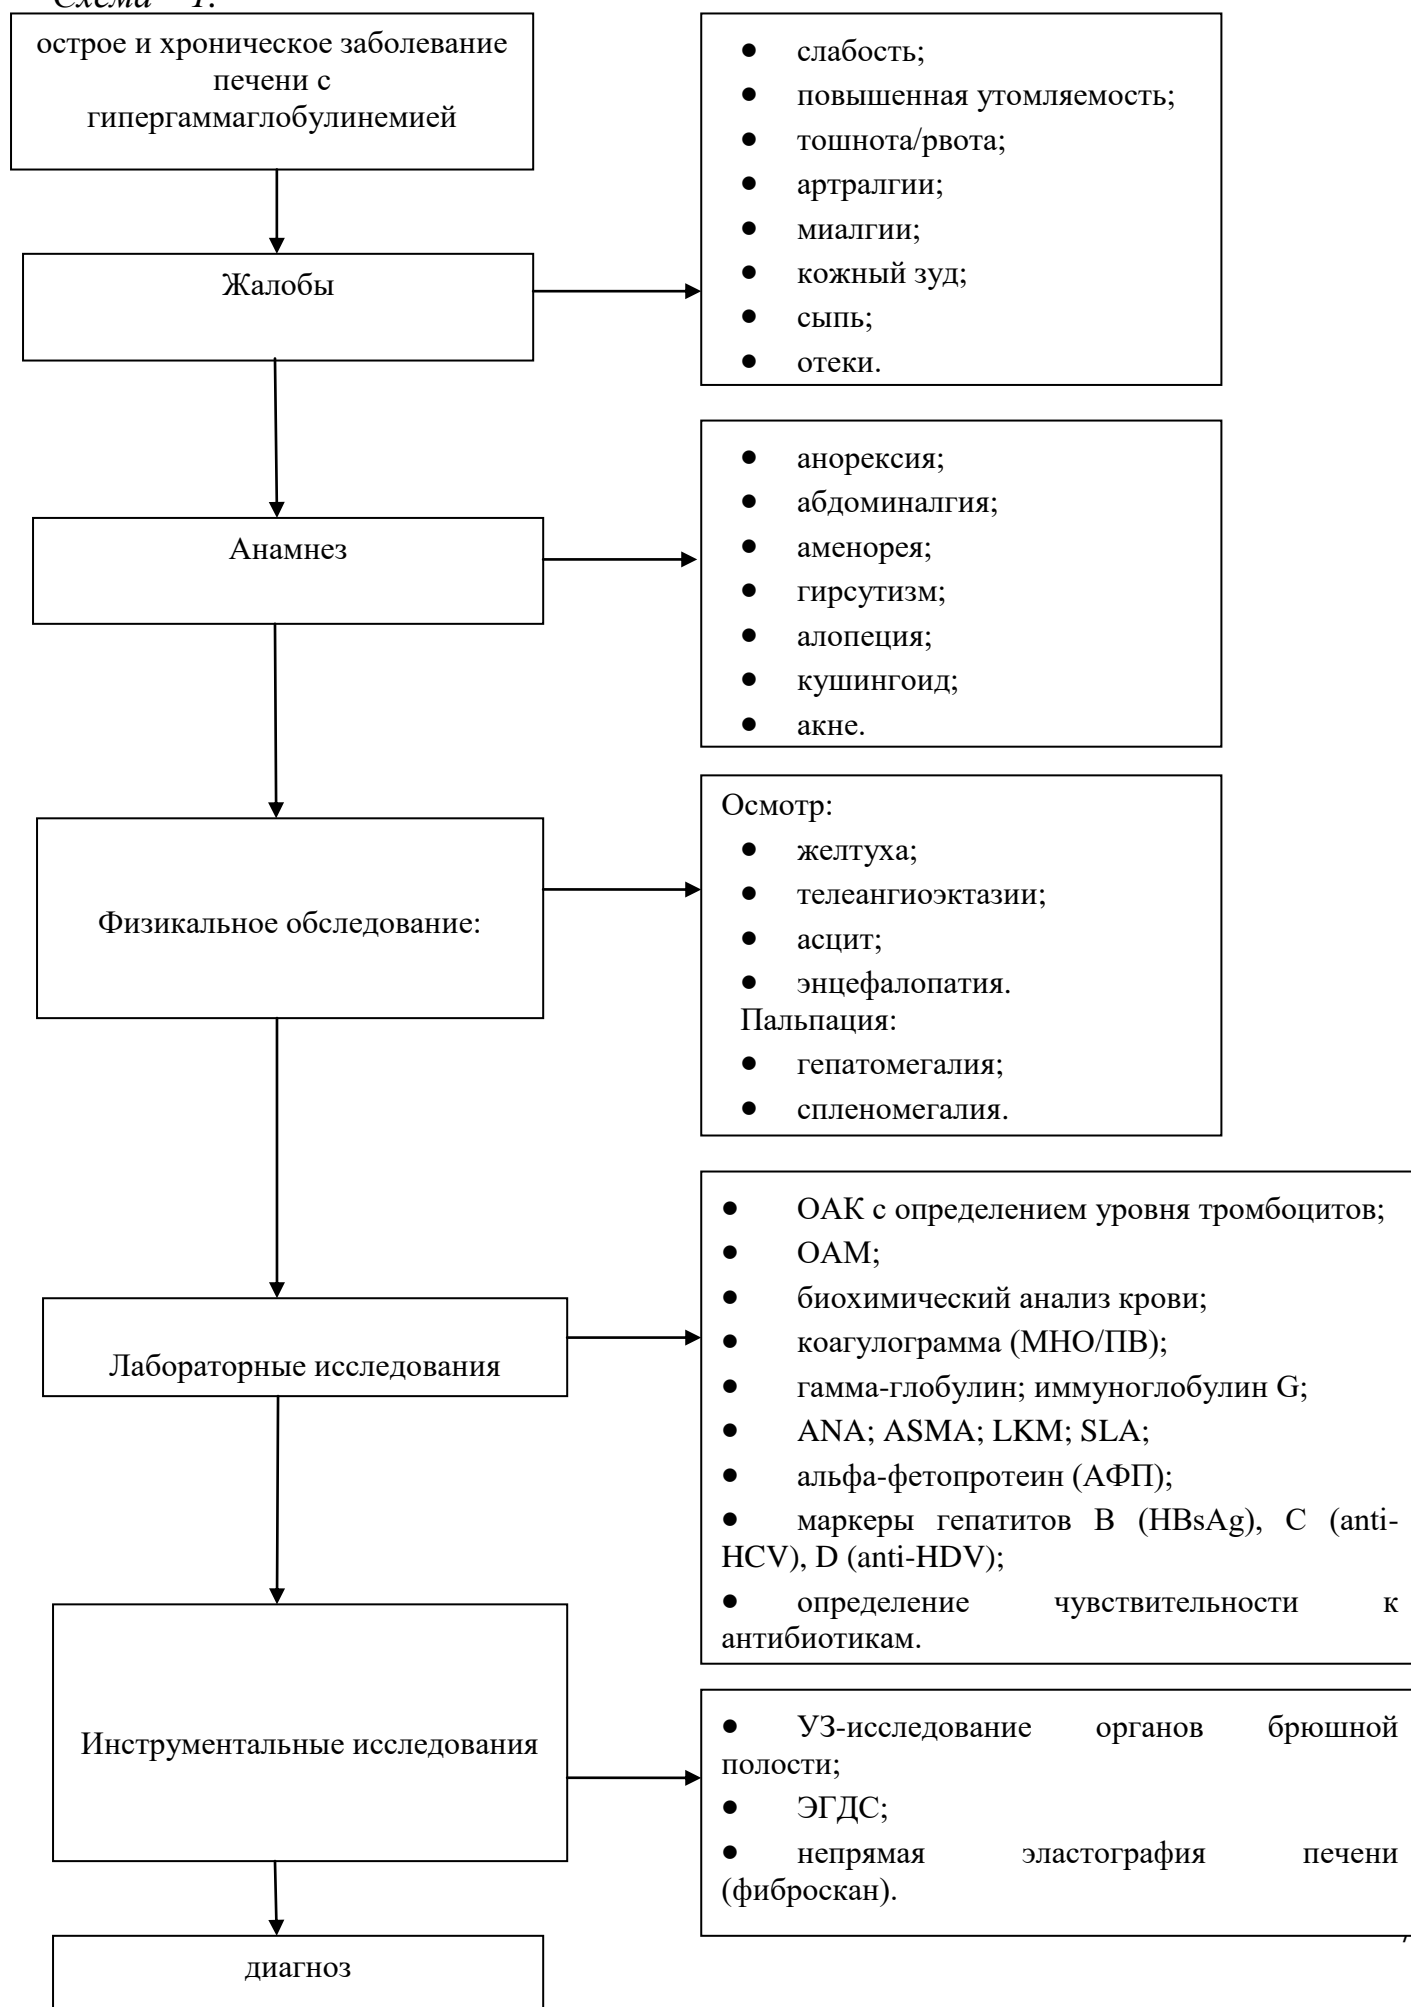 Схема – 1.
острое и хроническое заболевание
печени с
гипергаммаглобулинемией
• слабость;
• повышенная утомляемость;
• тошнота/рвота;
• артралгии;
• миалгии;
• кожный зуд;
• сыпь;
• отеки.
Жалобы
• анорексия;
• абдоминалгия;
• аменорея;
• гирсутизм;
• алопеция;
• кушингоид;
• акне.
Анамнез
Осмотр:
• желтуха;
• телеангиоэктазии;
• асцит;
• энцефалопатия.
Пальпация:
• гепатомегалия;
• спленомегалия.
Физикальное обследование:
• ОАК с определением уровня тромбоцитов;
• ОАМ;
• биохимический анализ крови;
• коагулограмма (МНО/ПВ);
• гамма-глобулин; иммуноглобулин G;
• ANA; ASMA; LKM; SLA;
• альфа-фетопротеин (АФП);
• маркеры гепатитов В (HBsAg), С (anti-
HCV), D (anti-HDV);
• определение чувствительности к
антибиотикам.
Лабораторные исследования
• УЗ-исследование органов брюшной
полости;
• ЭГДС;
• непрямая эластография печени
(фиброскан).
Инструментальные исследования
диагноз